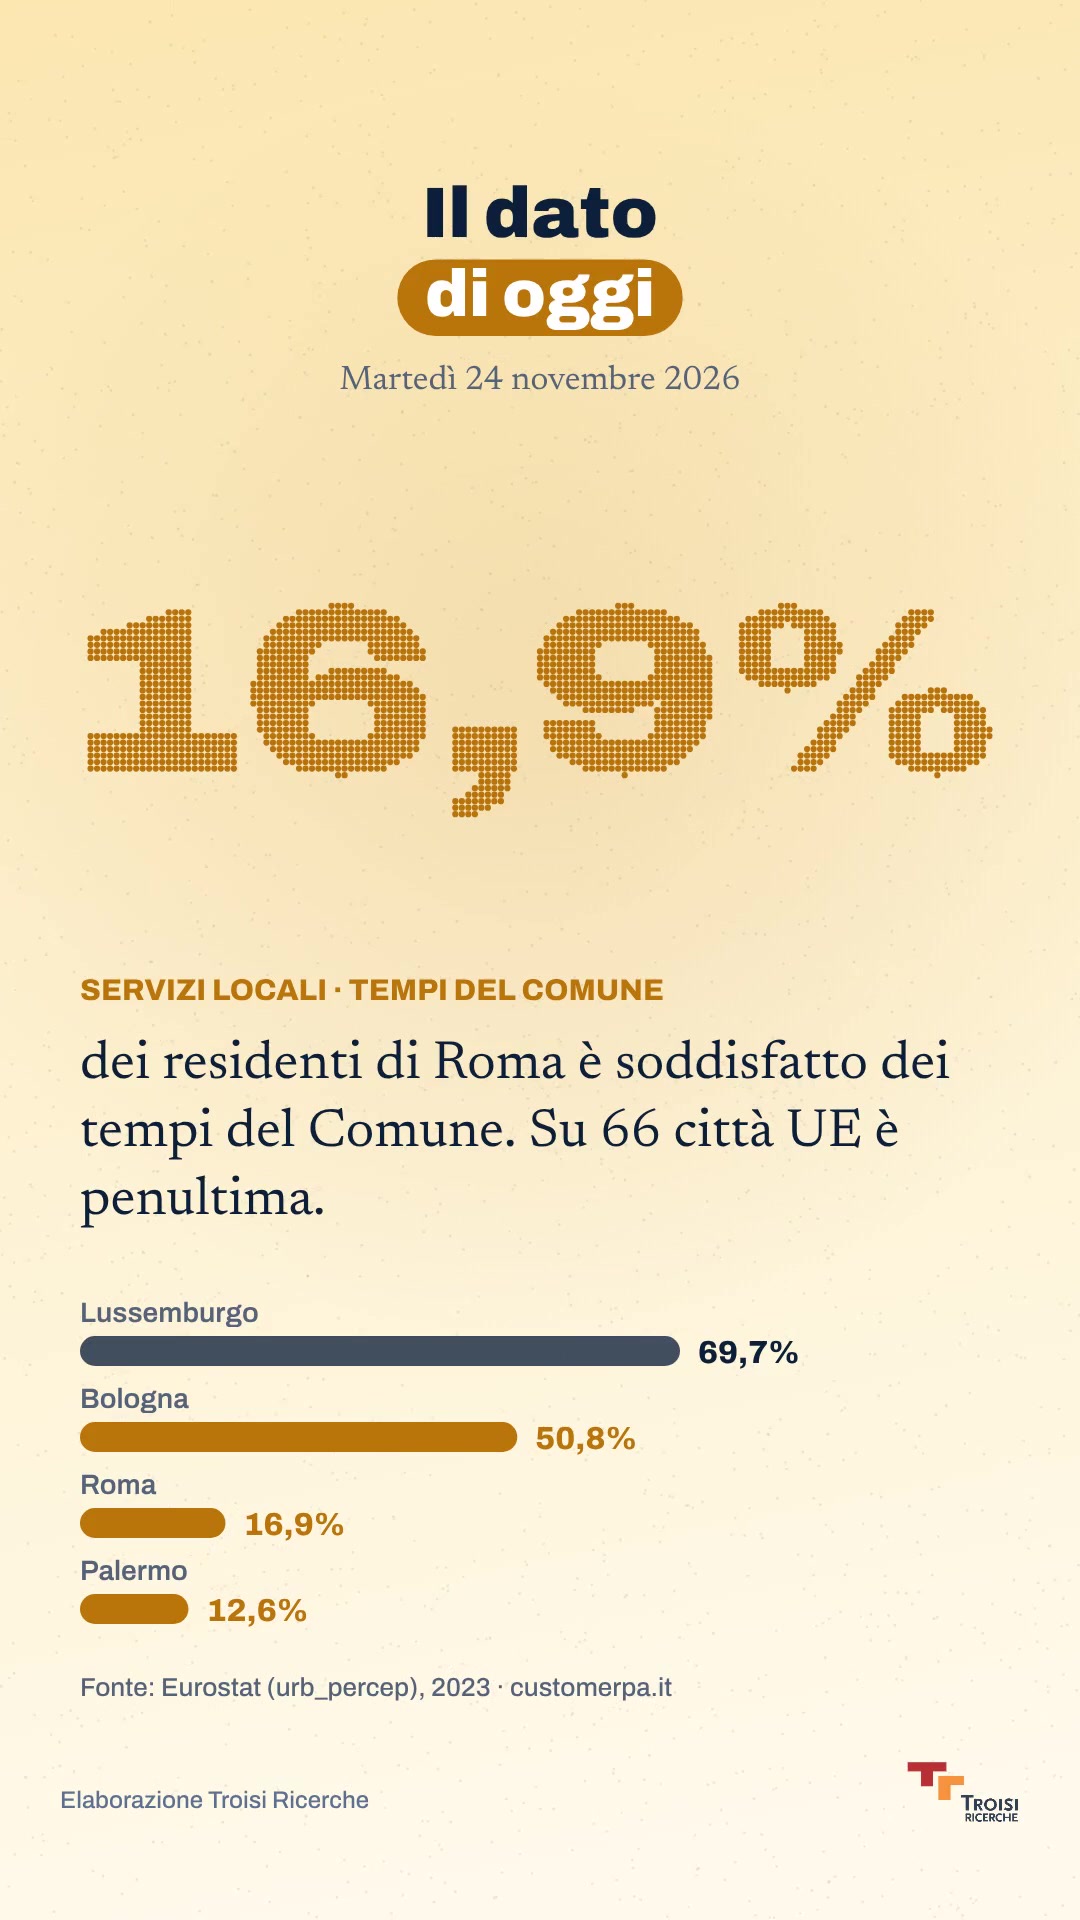 Il dato
di oggi
Martedì 24 novembre 2026
16,9%
SERVIZI LOCALI · TEMPI DEL COMUNE
dei residenti di Roma è soddisfatto dei
tempi del Comune. Su 66 città UE è
penultima.
Lussemburgo
69,7%
Bologna
50,8%
Roma
16,9%
Palermo
12,6%
Fonte: Eurostat (urb_percep), 2023 · customerpa.it
Elaborazione Troisi Ricerche
TROISI
RICERCHE